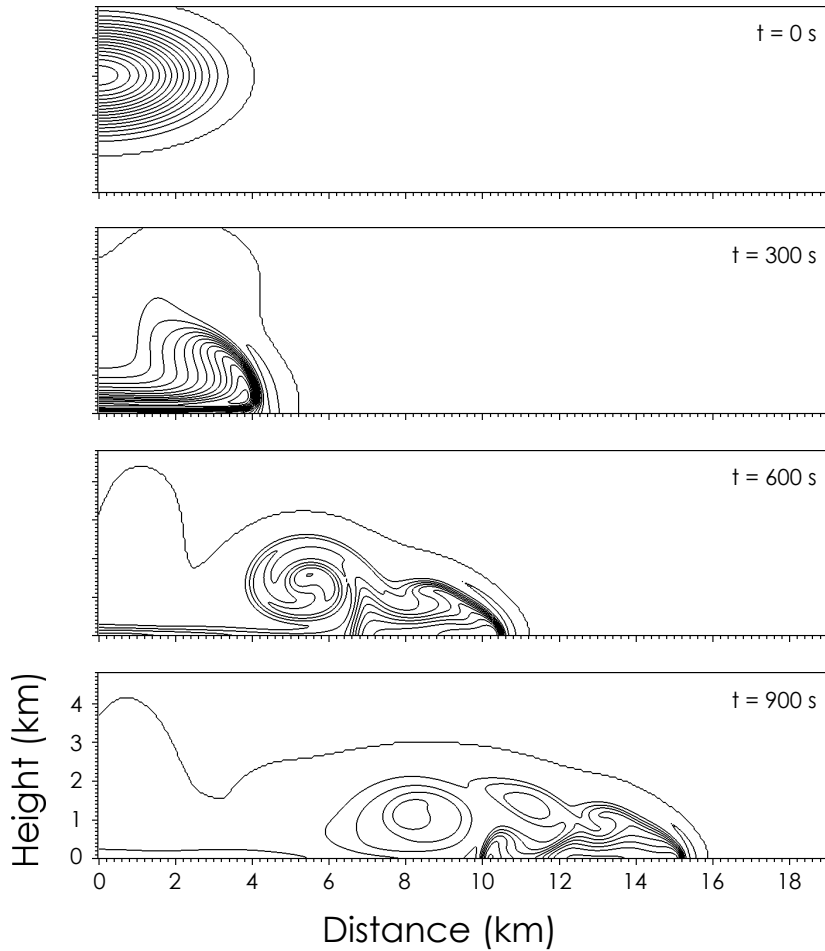 t = 0 s
t = 300 s
t = 600 s
t = 900 s
Height (km)
4
3
2
1
0
0 2 4 6 8 10 12 14 16 18
Distance (km)